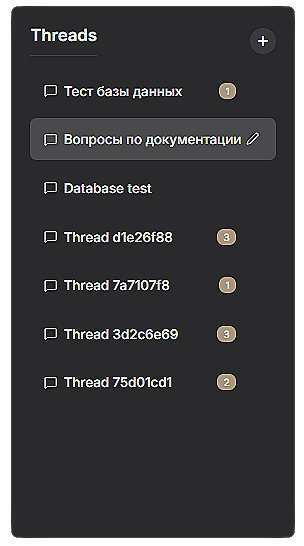 Threads
Тест базы данных 1
Вопросы по документации
Database test
Thread d1e26f88 3
Thread 7a7107f8 1
Thread 3d2c6e69 3
Thread 75d01cd1 2